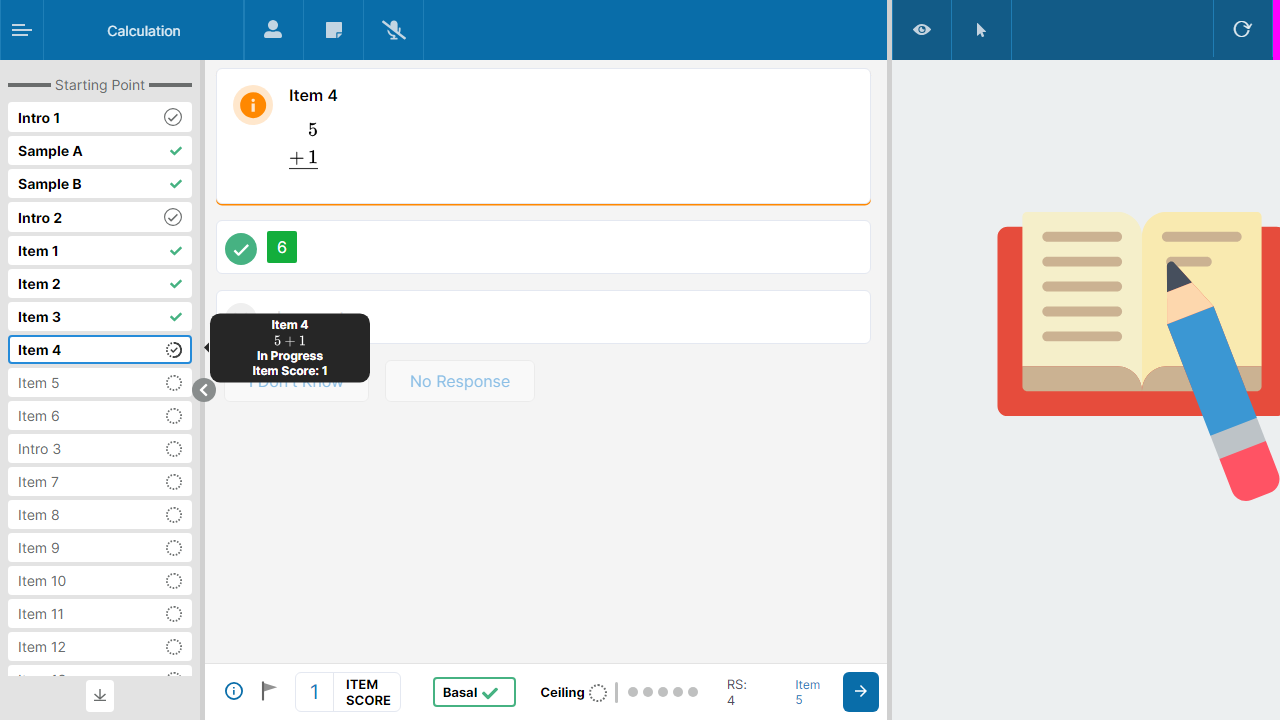 Calculation
Starting Point
Intro 1
Sample A
Sample B
Intro 2
Item 1
Item 2
Item 3
Item 4
Item 5
Item 6
Intro 3
Item 7
Item 8
Item 9
Item 10
Item 11
Item 12
Item 4
5
+ 1
6
Item 4
5 + 1
In Progress
Item Score: 1
I Don't Know
No Response
1
ITEM
SCORE
Basal
Ceiling
RS:
4
Item
5